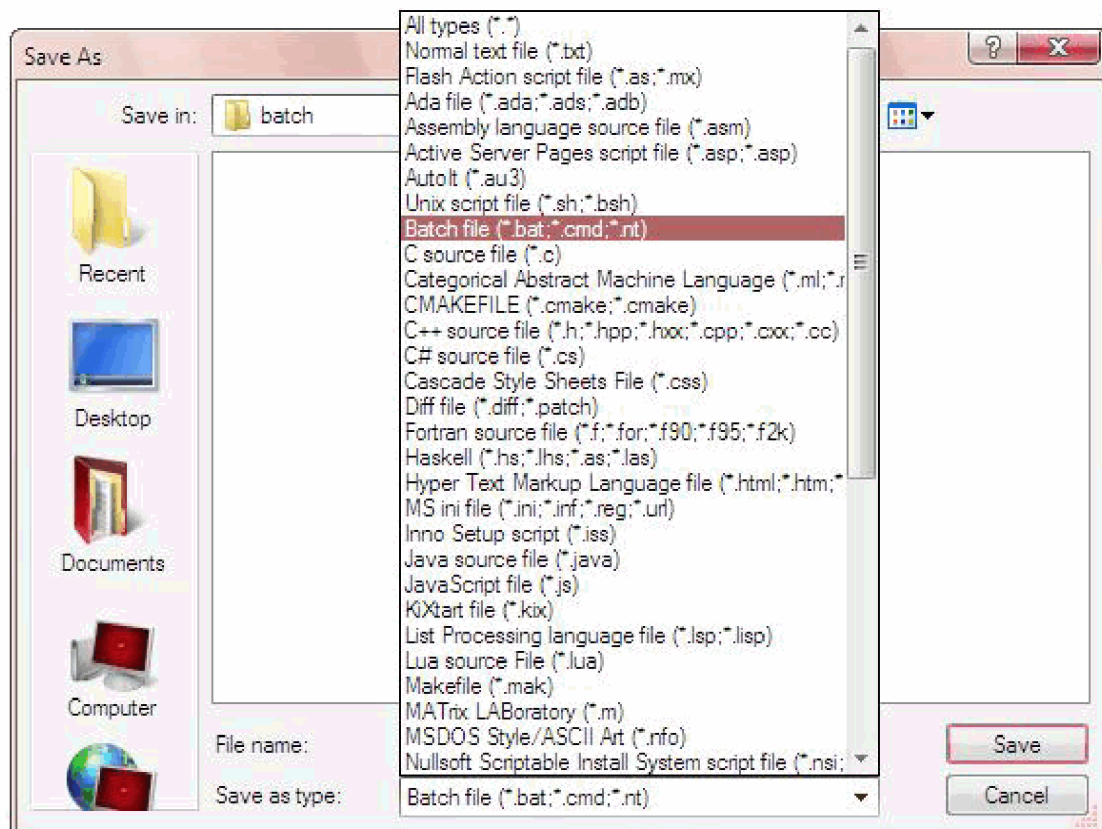 Save As
?
X
Save in:
batch
Recent
Desktop
Documents
Computer
All types (*.*)
Normal text file (*.txt)
Flash Action script file (*.as;*.mx)
Ada file (*.ada;*.ads;*.adb)
Assembly language source file (*.asm)
Active Server Pages script file (*.asp;*.asp)
AutoIt (*.au3)
Unix script file (*.sh;*.bsh)
Batch file (*.bat;*.cmd;*.nt)
C source file (*.c)
Categorical Abstract Machine Language (*.ml;*.r
CMAKEFILE (*.cmake;*.cmake)
C++ source file (*.h;*.hpp;*.hxx;*.cpp;*.cxx;*.cc)
C# source file (*.cs)
Cascade Style Sheets File (*.css)
Diff file (*.diff;*.patch)
Fortran source file (*.f;*.for;*.f90;*.f95;*.f2k)
Haskell (*.hs;*.lhs;*.as;*.las)
Hyper Text Markup Language file (*.html;*.htm;*
MS ini file (*.ini;*.inf;*.reg;*.url)
Inno Setup script (*.iss)
Java source file (*.java)
JavaScript file (*.js)
KiXtart file (*.kix)
List Processing language file (*.lsp;*.lisp)
Lua source File (*.lua)
Makefile (*.mak)
MATrix LABoratory (*.m)
MSDOS Style/ASCII Art (*.nfo)
Nullsoft Scriptable Install System script file (*.nsi;
File name:
Save
Save as type:
Batch file (*.bat;*.cmd;*.nt)
Cancel